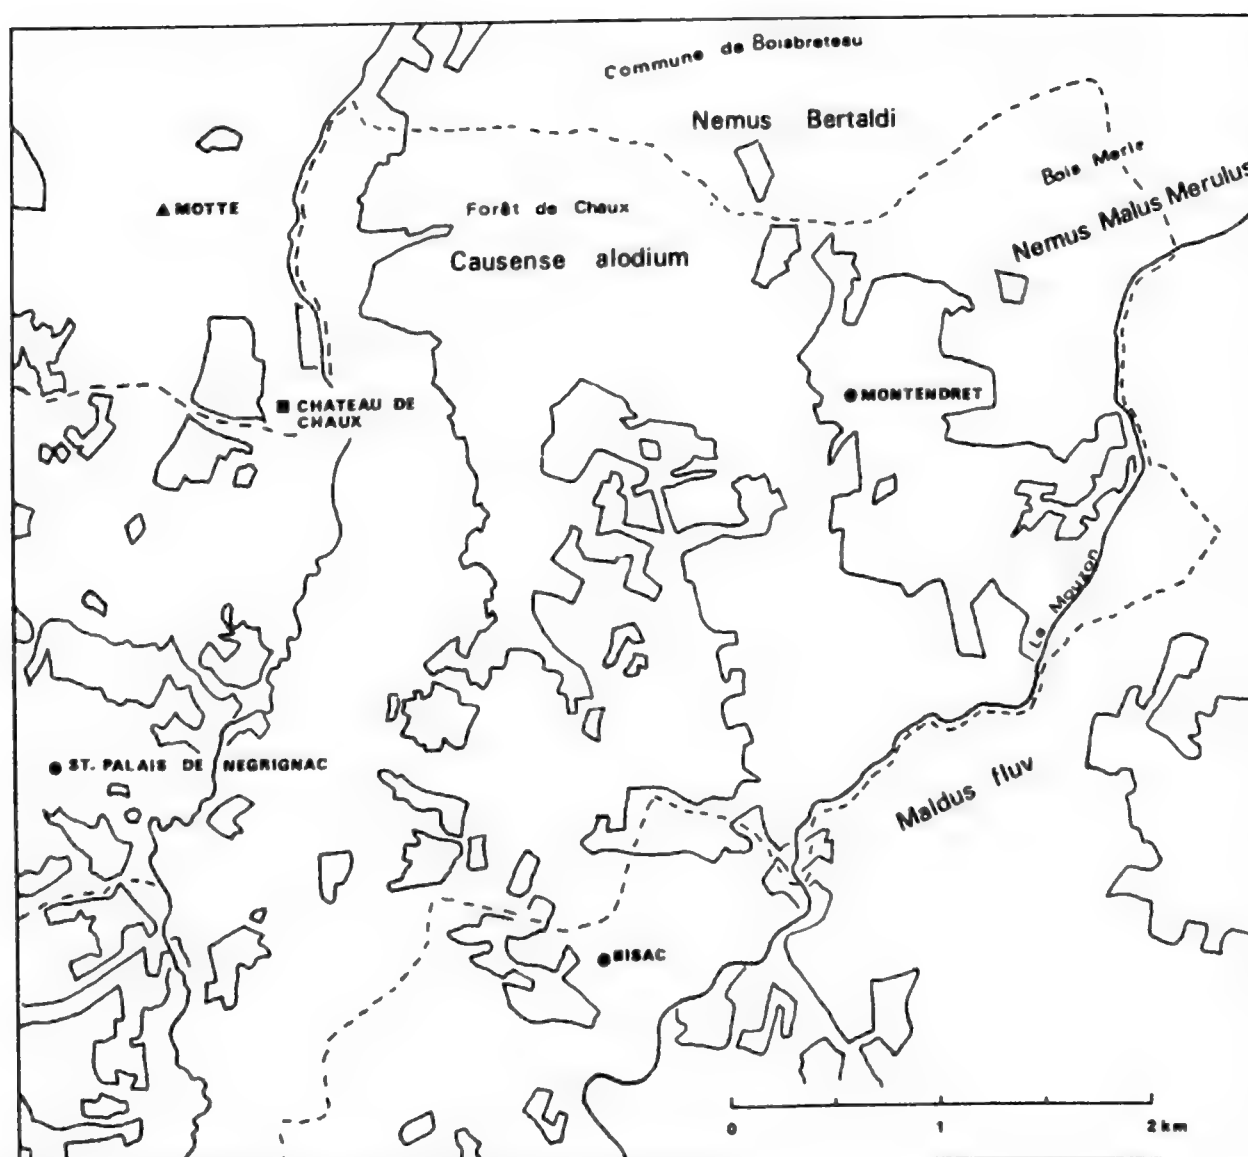 Commune de Boisbreteau
Nemus Bertaldi
Bois Merle
MOTTE
Forêt de Chaux
Nemus Malus Merulus
Causense alodium
CHATEAU DE
CHAUX
MONTENDRET
Le Mouzon
ST. PALAIS DE NEGRIGNAC
Maldus fluv
BISAC
0 1 2 km